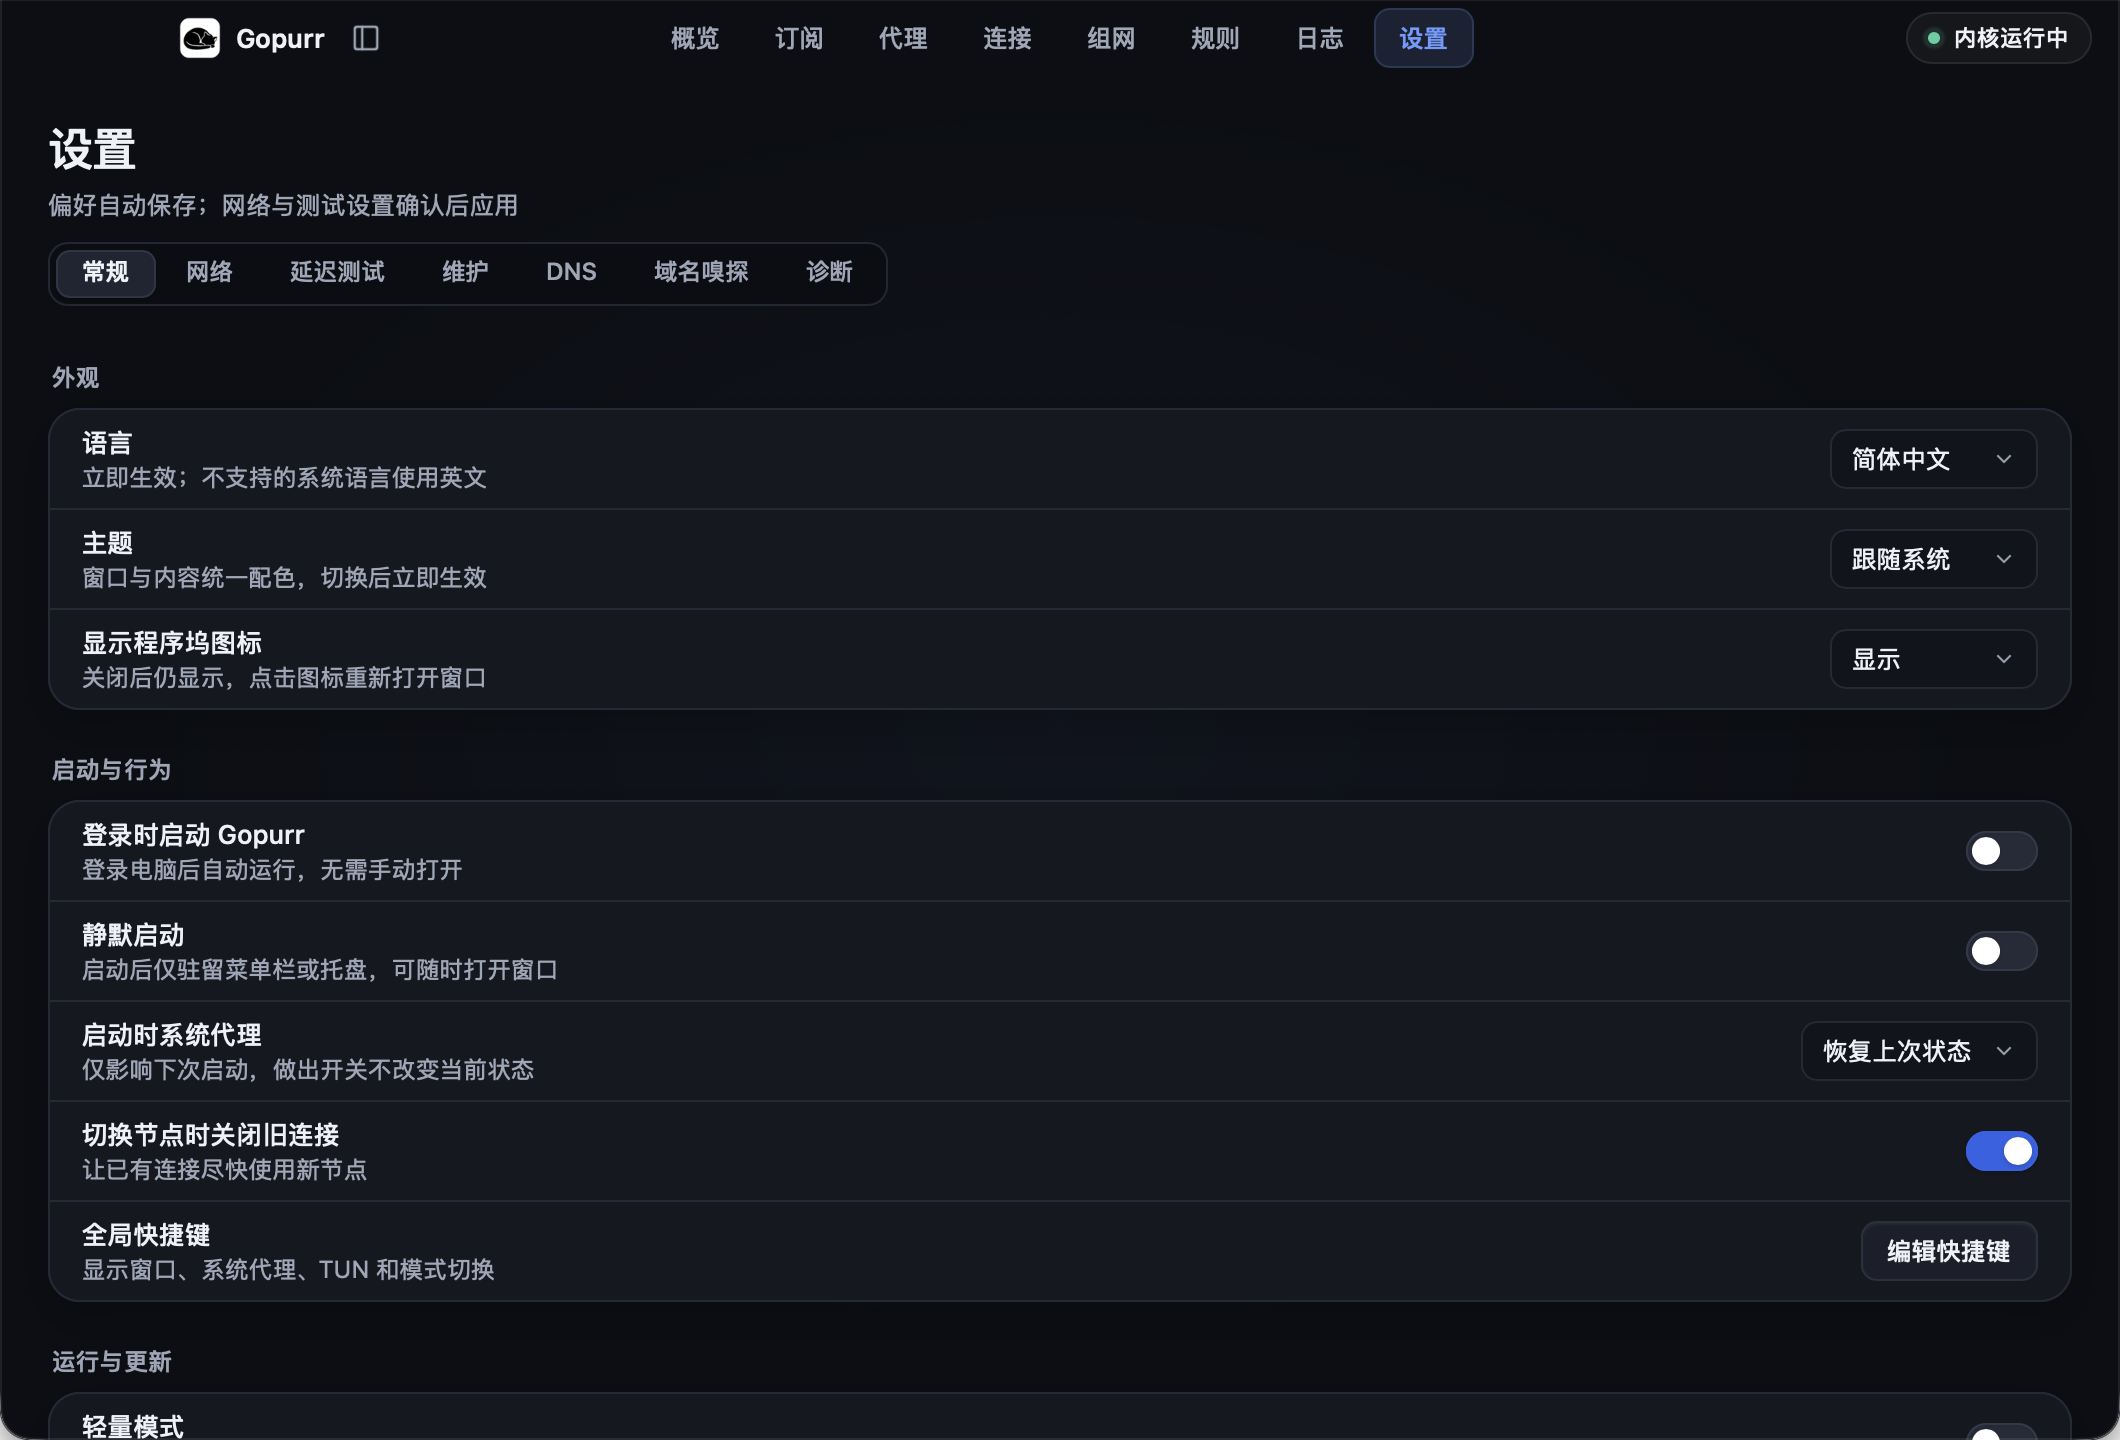 Gopurr
概览 订阅 代理 连接 组网 规则 日志 设置
内核运行中
设置
偏好自动保存；网络与测试设置确认后应用
常规 网络 延迟测试 维护 DNS 域名嗅探 诊断
外观
语言
立即生效；不支持的系统语言使用英文
简体中文
主题
窗口与内容统一配色，切换后立即生效
跟随系统
显示程序坞图标
关闭后仍显示，点击图标重新打开窗口
显示
启动与行为
登录时启动 Gopurr
登录电脑后自动运行，无需手动打开
静默启动
启动后仅驻留菜单栏或托盘，可随时打开窗口
启动时系统代理
仅影响下次启动，做出开关不改变当前状态
恢复上次状态
切换节点时关闭旧连接
让已有连接尽快使用新节点
全局快捷键
显示窗口、系统代理、TUN 和模式切换
编辑快捷键
运行与更新
轻量模式